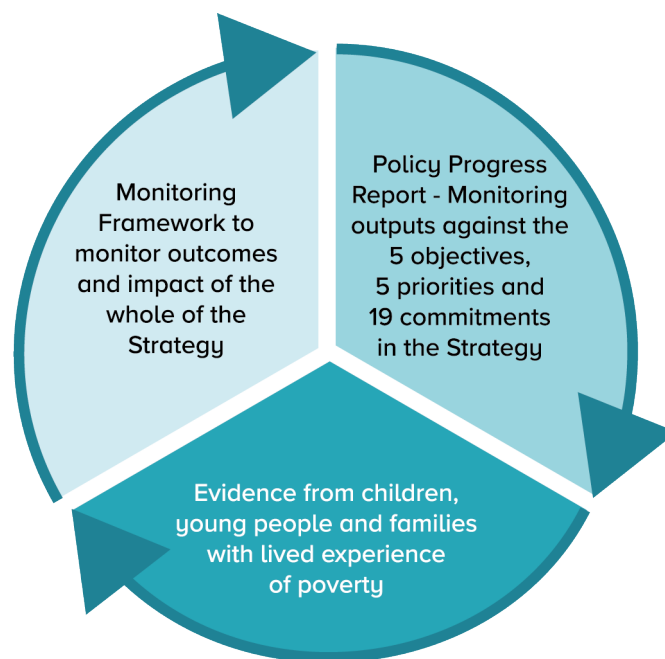 Monitoring
Framework to
monitor outcomes
and impact of the
whole of the
Strategy
Policy Progress
Report - Monitoring
outputs against the
5 objectives,
5 priorities and
19 commitments
in the Strategy
Evidence from children,
young people and families
with lived experience
of poverty